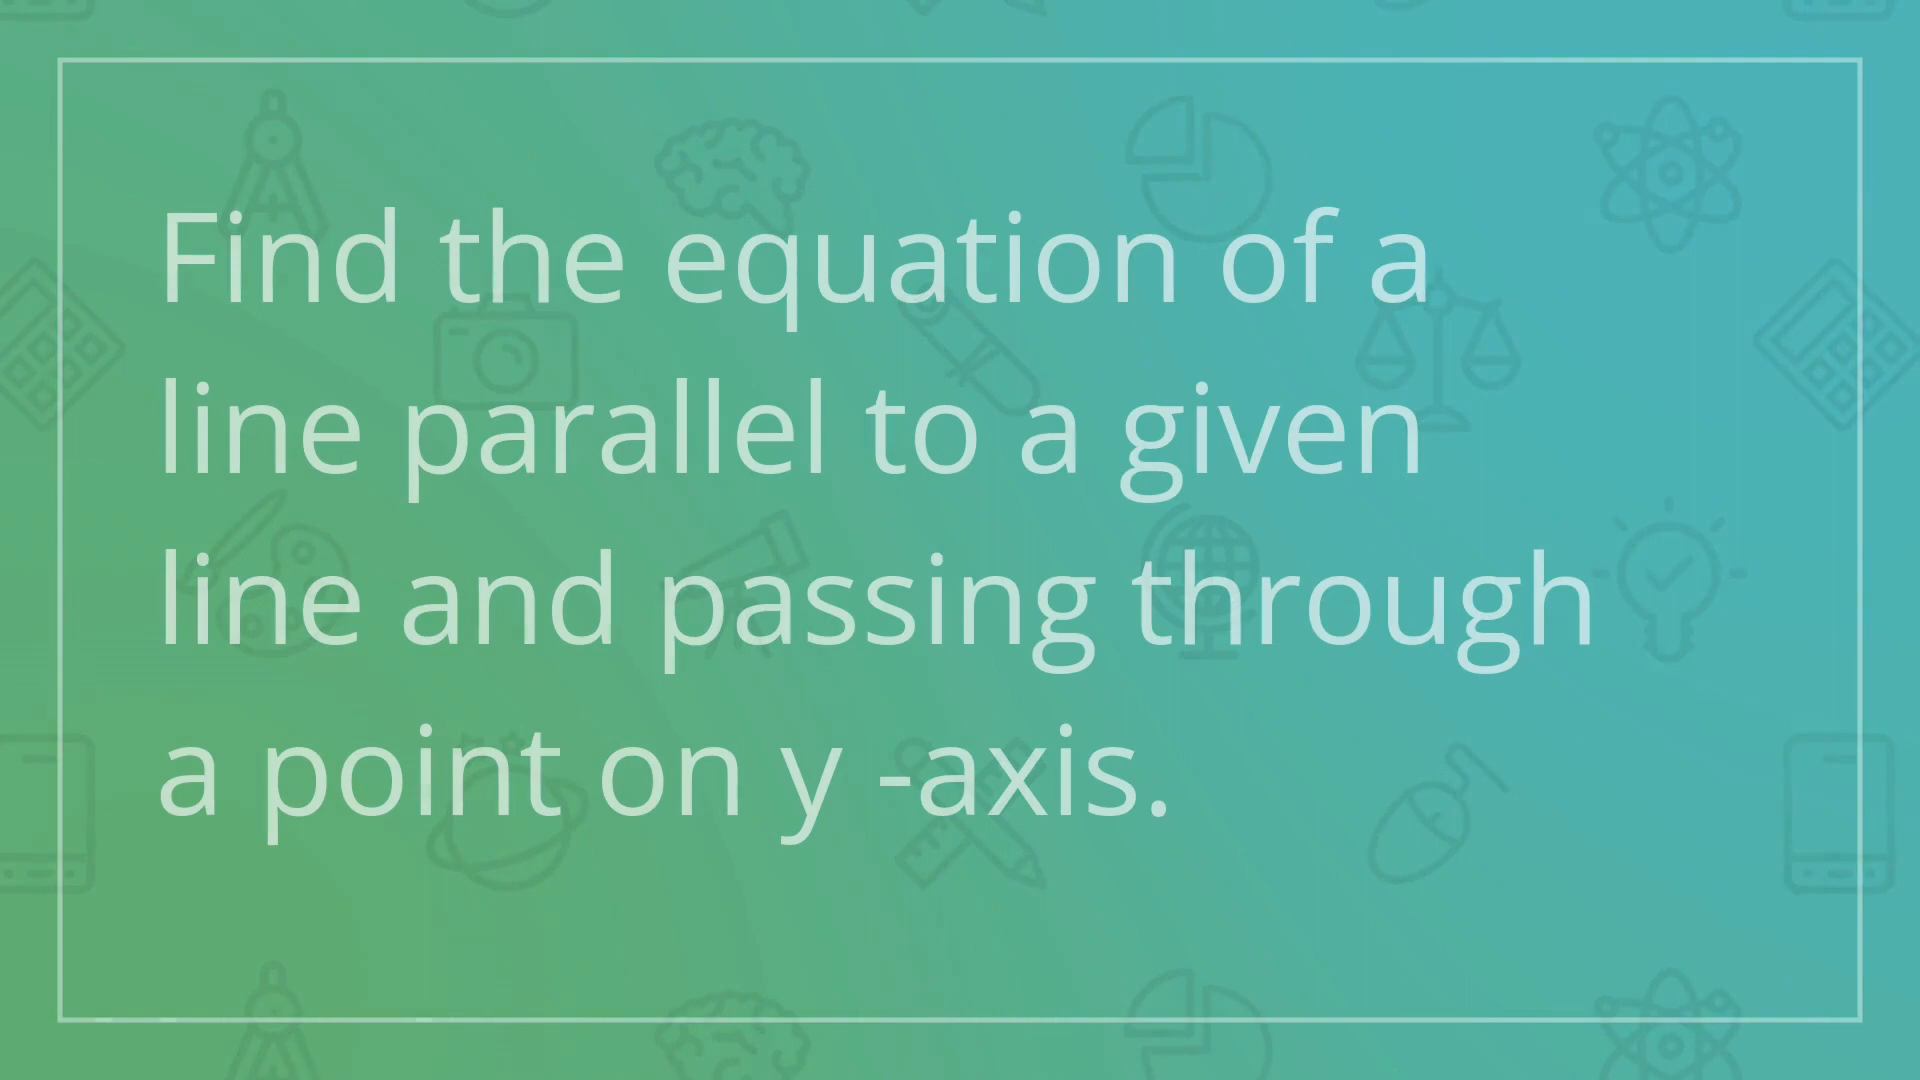 Find the equation of a
line parallel to a given
line and passing through
a point on y -axis.